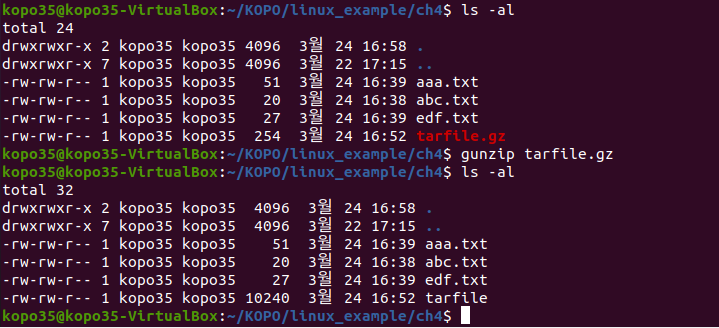 kopo35@kopo35-VirtualBox:~/KOPO/linux_example/ch4$ ls -al
total 24
drwxrwxr-x 2 kopo35 kopo35 4096  3월 24 16:58 .
drwxrwxr-x 7 kopo35 kopo35 4096  3월 22 17:15 ..
-rw-rw-r-- 1 kopo35 kopo35   51  3월 24 16:39 aaa.txt
-rw-rw-r-- 1 kopo35 kopo35   20  3월 24 16:38 abc.txt
-rw-rw-r-- 1 kopo35 kopo35   27  3월 24 16:39 edf.txt
-rw-rw-r-- 1 kopo35 kopo35  254  3월 24 16:52 tarfile.gz
kopo35@kopo35-VirtualBox:~/KOPO/linux_example/ch4$ gunzip tarfile.gz
kopo35@kopo35-VirtualBox:~/KOPO/linux_example/ch4$ ls -al
total 32
drwxrwxr-x 2 kopo35 kopo35  4096  3월 24 16:58 .
drwxrwxr-x 7 kopo35 kopo35  4096  3월 22 17:15 ..
-rw-rw-r-- 1 kopo35 kopo35    51  3월 24 16:39 aaa.txt
-rw-rw-r-- 1 kopo35 kopo35    20  3월 24 16:38 abc.txt
-rw-rw-r-- 1 kopo35 kopo35    27  3월 24 16:39 edf.txt
-rw-rw-r-- 1 kopo35 kopo35 10240  3월 24 16:52 tarfile
kopo35@kopo35-VirtualBox:~/KOPO/linux_example/ch4$